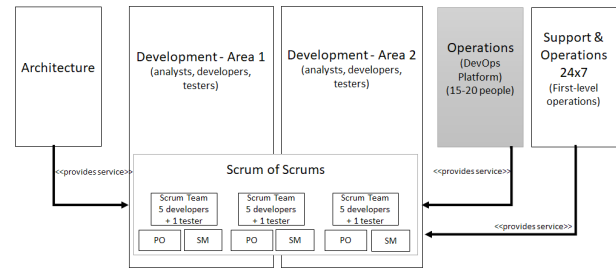 Architecture
Development - Area 1
(analysts, developers,
testers)
Development - Area 2
(analysts, developers,
testers)
Operations
(DevOps
Platform)
(15-20 people)
Support &
Operations
24x7
(First-level
operations)
<<provides service>>
<<provides service>>
<<provides service>>
Scrum of Scrums
Scrum Team
5 developers
+ 1 tester
Scrum Team
5 developers
+ 1 tester
Scrum Team
5 developers
+ 1 tester
PO
SM
PO
SM
PO
SM